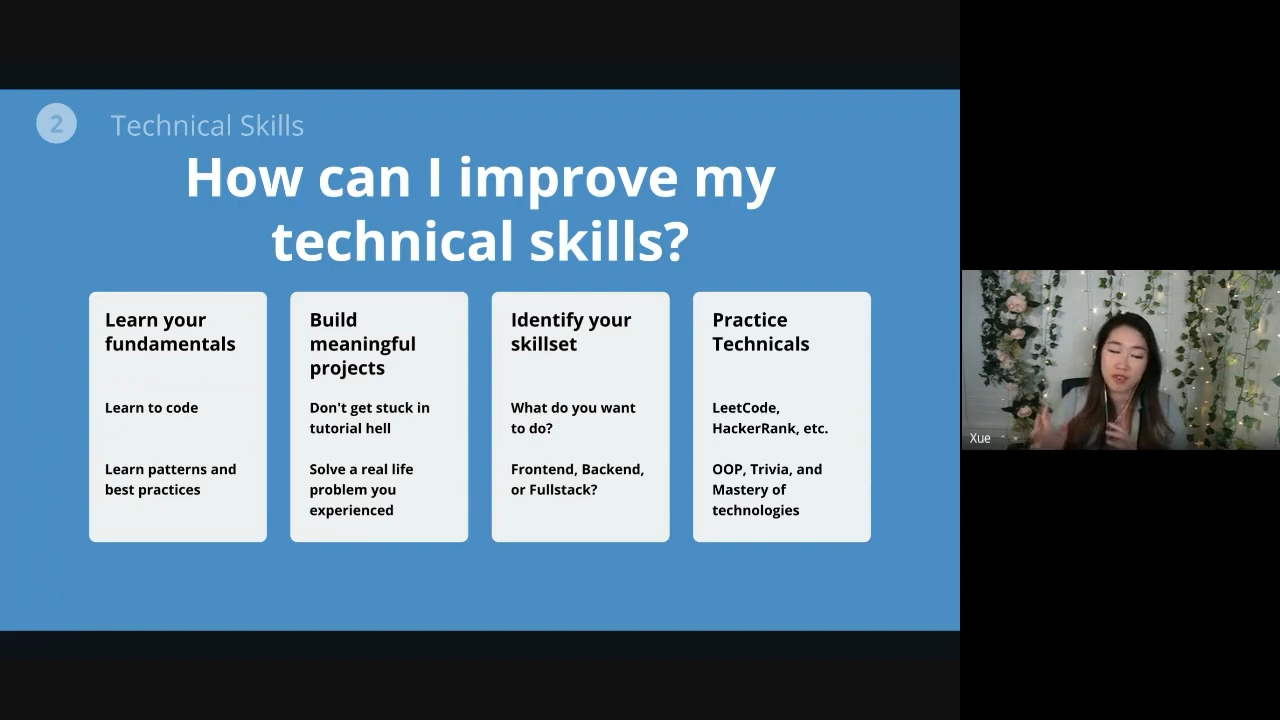 2
Technical Skills
How can I improve my
technical skills?
Learn your
fundamentals
Learn to code
Learn patterns and
best practices
Build
meaningful
projects
Don't get stuck in
tutorial hell
Solve a real life
problem you
experienced
Identify your
skillset
What do you want
to do?
Frontend, Backend,
or Fullstack?
Practice
Technicals
LeetCode,
HackerRank, etc.
OOP, Trivia, and
Mastery of
technologies
Xue